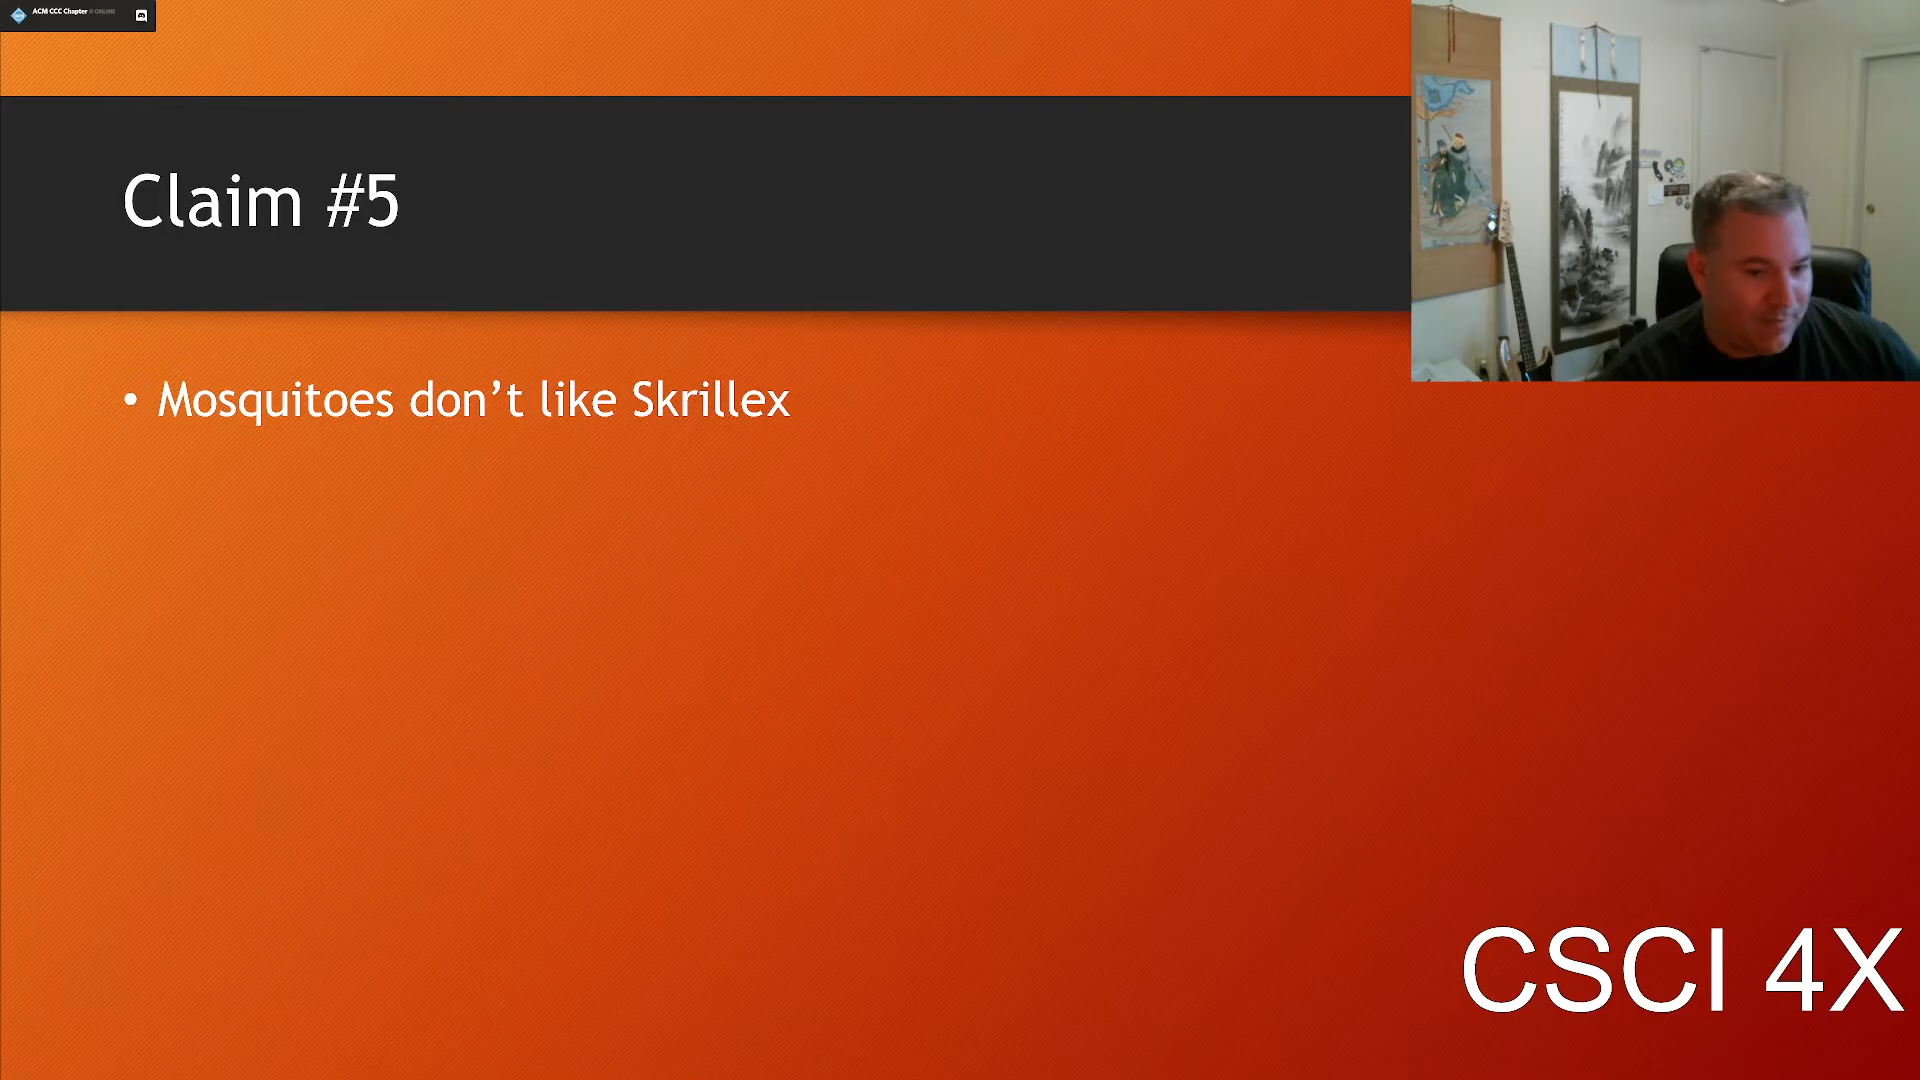 ACM CCC Chapter 0 ONLINE
Claim #5
• Mosquitoes don’t like Skrillex
CSCI 4X